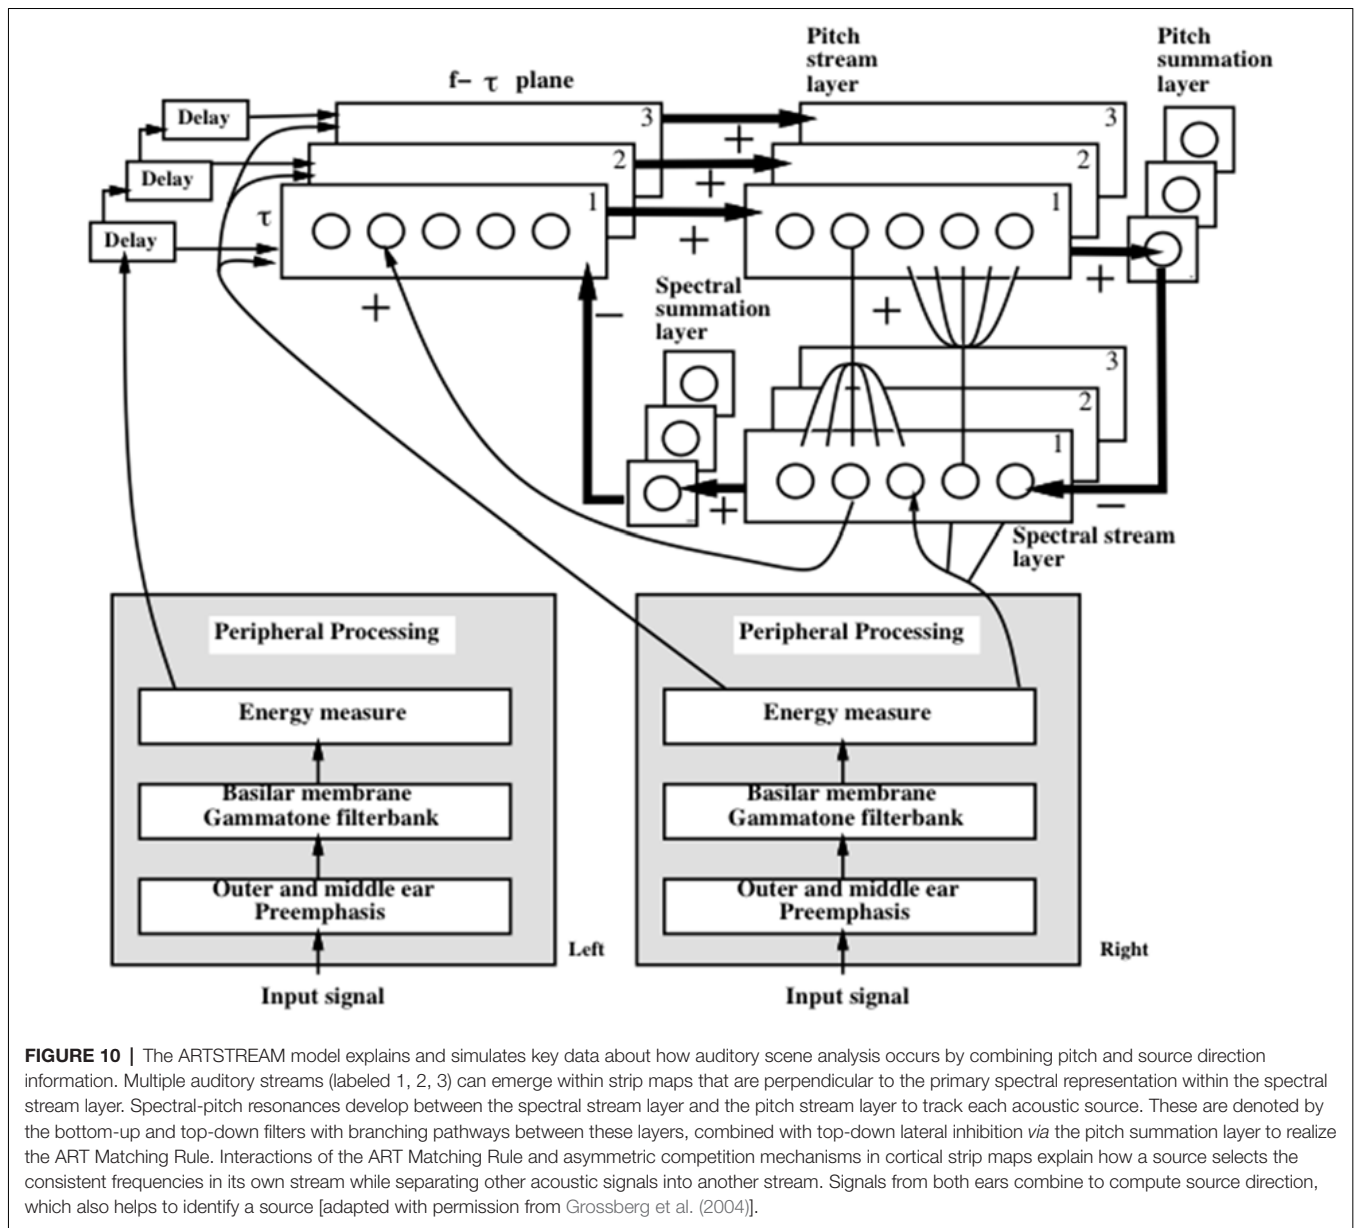 Pitch
stream
layer
Pitch
summation
layer
f– τ plane
Delay
3
+
3
Delay
2
+
2
τ
1
+
1
Delay
+
+
–
Spectral
summation
layer
+
3
2
1
+
–
Spectral stream
layer
Peripheral Processing
Energy measure
Basilar membrane
Gammatone filterbank
Outer and middle ear
Preemphasis
Left
Input signal
Peripheral Processing
Energy measure
Basilar membrane
Gammatone filterbank
Outer and middle ear
Preemphasis
Right
Input signal
FIGURE 10 | The ARTSTREAM model explains and simulates key data about how auditory scene analysis occurs by combining pitch and source direction
information. Multiple auditory streams (labeled 1, 2, 3) can emerge within strip maps that are perpendicular to the primary spectral representation within the spectral
stream layer. Spectral-pitch resonances develop between the spectral stream layer and the pitch stream layer to track each acoustic source. These are denoted by
the bottom-up and top-down filters with branching pathways between these layers, combined with top-down lateral inhibition via the pitch summation layer to realize
the ART Matching Rule. Interactions of the ART Matching Rule and asymmetric competition mechanisms in cortical strip maps explain how a source selects the
consistent frequencies in its own stream while separating other acoustic signals into another stream. Signals from both ears combine to compute source direction,
which also helps to identify a source [adapted with permission from Grossberg et al. (2004)].